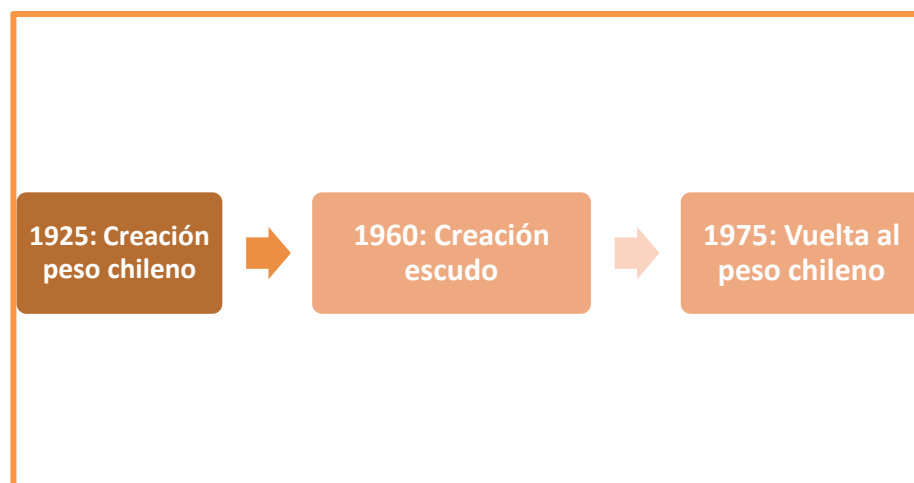 1925: Creación
peso chileno
1960: Creación
escudo
1975: Vuelta al
peso chileno